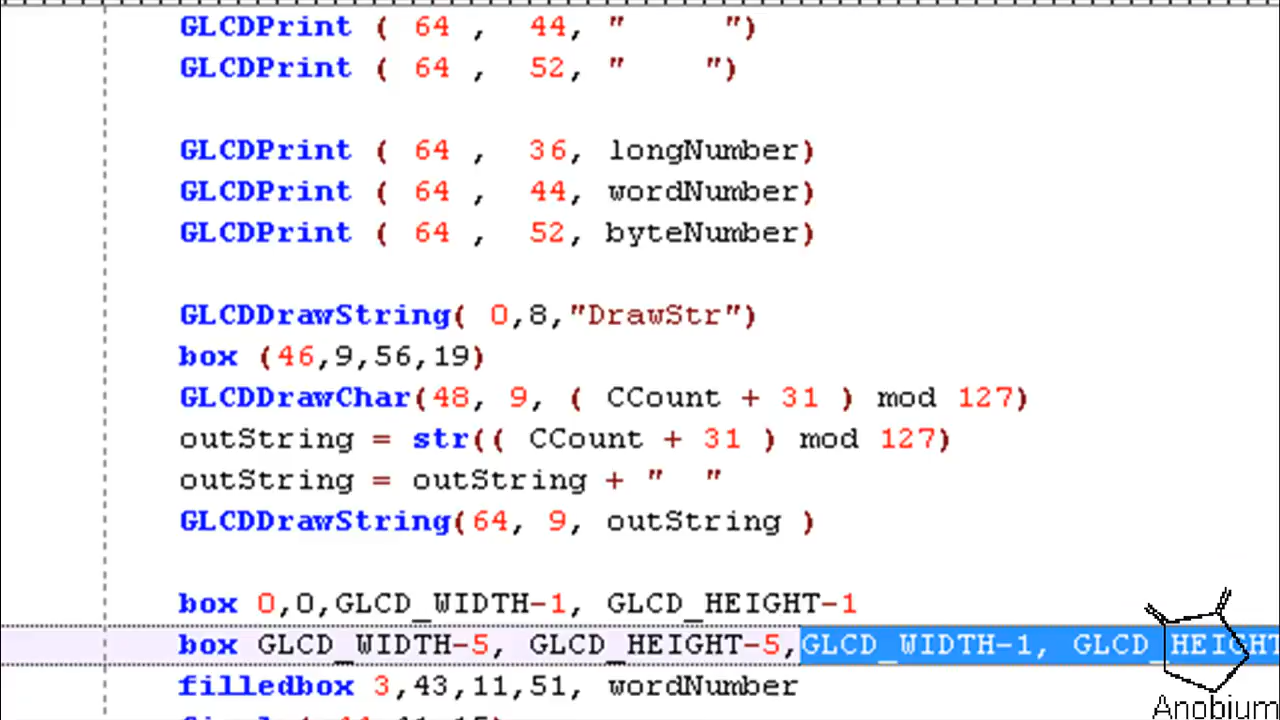 GLCDPrint ( 64 ,  44, "      ")
GLCDPrint ( 64 ,  52, "    ")
GLCDPrint ( 64 ,  36, longNumber)
GLCDPrint ( 64 ,  44, wordNumber)
GLCDPrint ( 64 ,  52, byteNumber)
GLCDDrawString( 0,8,"DrawStr")
box (46,9,56,19)
GLCDDrawChar(48, 9, ( CCount + 31 ) mod 127)
outString = str(( CCount + 31 ) mod 127)
outString = outString + "  "
GLCDDrawString(64, 9, outString )
box 0,0,GLCD_WIDTH-1, GLCD_HEIGHT-1
box GLCD_WIDTH-5, GLCD_HEIGHT-5,GLCD_WIDTH-1, GLCD_HEIGHT
filledbox 3,43,11,51, wordNumber
Anobium